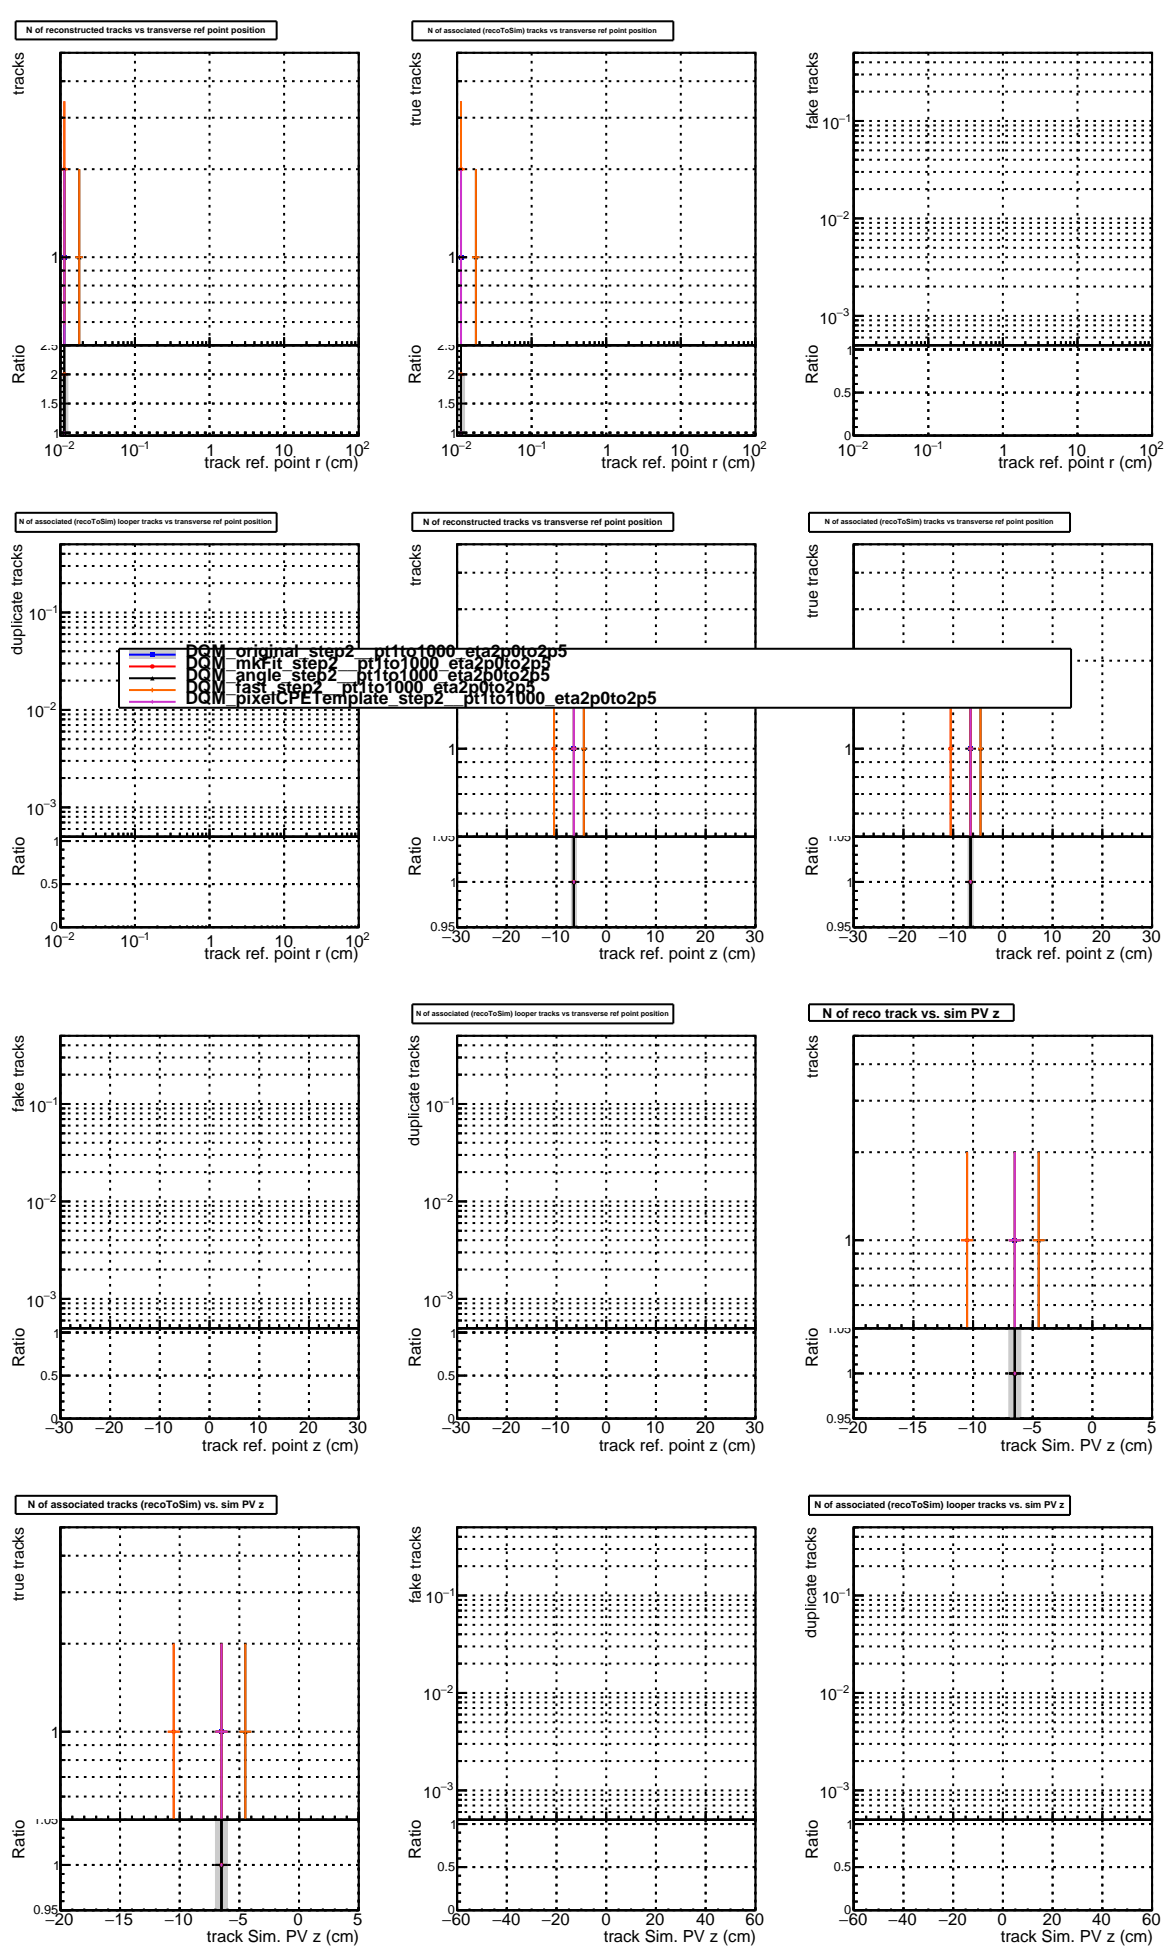 N of reconstructed tracks vs transverse ref point position
tracks
1
2.5
2
1.5
1
Ratio
10−2 10−1 1 10 102
track ref. point r (cm)
N of associated (recoToSim) tracks vs transverse ref point position
true tracks
1
2.5
2
1.5
1
Ratio
10−2 10−1 1 10 102
track ref. point r (cm)
fake tracks
10−1
10−2
10−3
1
0.5
0
Ratio
10−2 10−1 1 10 102
track ref. point r (cm)
N of associated (recoToSim) looper tracks vs transverse ref point position
duplicate tracks
10−1
10−2
10−3
1
0.5
0
Ratio
10−2 10−1 1 10 102
track ref. point r (cm)
N of reconstructed tracks vs transverse ref point position
tracks
1
1.05
1
0.95
Ratio
−30 −20 −10 0 10 20 30
track ref. point z (cm)
N of associated (recoToSim) tracks vs transverse ref point position
true tracks
1
1.05
1
0.95
Ratio
−30 −20 −10 0 10 20 30
track ref. point z (cm)
DQM_original_step2__pt1to1000_eta2p0to2p5
DQM_mkFit_step2__pt1to1000_eta2p0to2p5
DQM_angle_step2__pt1to1000_eta2p0to2p5
DQM_fast_step2__pt1to1000_eta2p0to2p5
DQM_pixelCPETemplate_step2__pt1to1000_eta2p0to2p5
fake tracks
10−1
10−2
10−3
1
0.5
0
Ratio
−30 −20 −10 0 10 20 30
track ref. point z (cm)
N of associated (recoToSim) looper tracks vs transverse ref point position
duplicate tracks
10−1
10−2
10−3
1
0.5
0
Ratio
−30 −20 −10 0 10 20 30
track ref. point z (cm)
N of reco track vs. sim PV z
tracks
1
1.05
1
0.95
Ratio
−20 −15 −10 −5 0 5
track Sim. PV z (cm)
N of associated tracks (recoToSim) vs. sim PV z
true tracks
1
1.05
1
0.95
Ratio
−20 −15 −10 −5 0 5
track Sim. PV z (cm)
fake tracks
10−1
10−2
10−3
1
0.5
0
Ratio
−60 −40 −20 0 20 40 60
track Sim. PV z (cm)
N of associated (recoToSim) looper tracks vs. sim PV z
duplicate tracks
10−1
10−2
10−3
1
0.5
0
Ratio
−60 −40 −20 0 20 40 60
track Sim. PV z (cm)